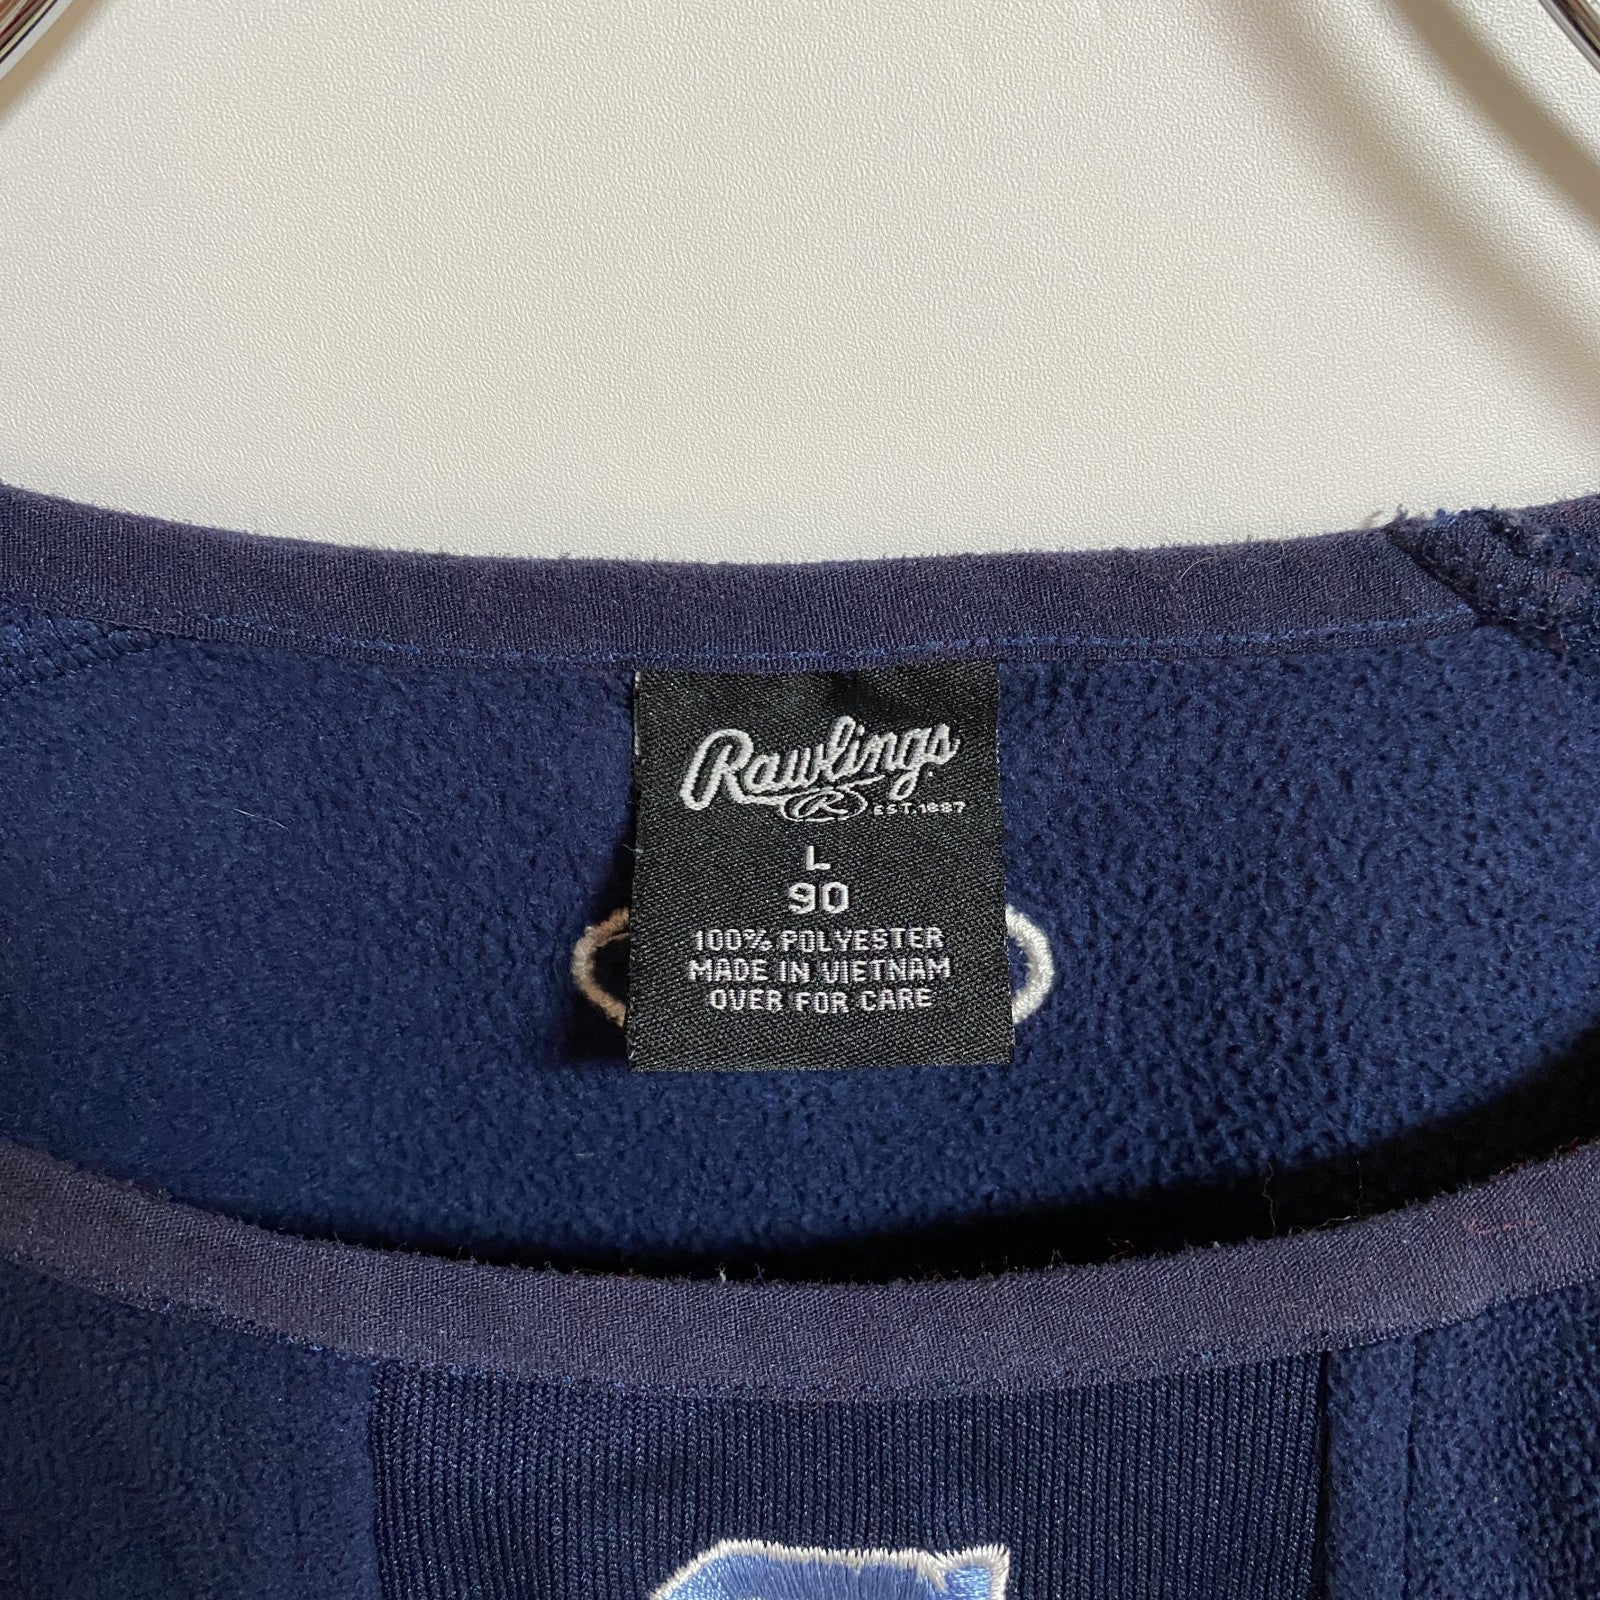 Rawlings
R EST. 1887
L
90
100% POLYESTER
MADE IN VIETNAM
OVER FOR CARE